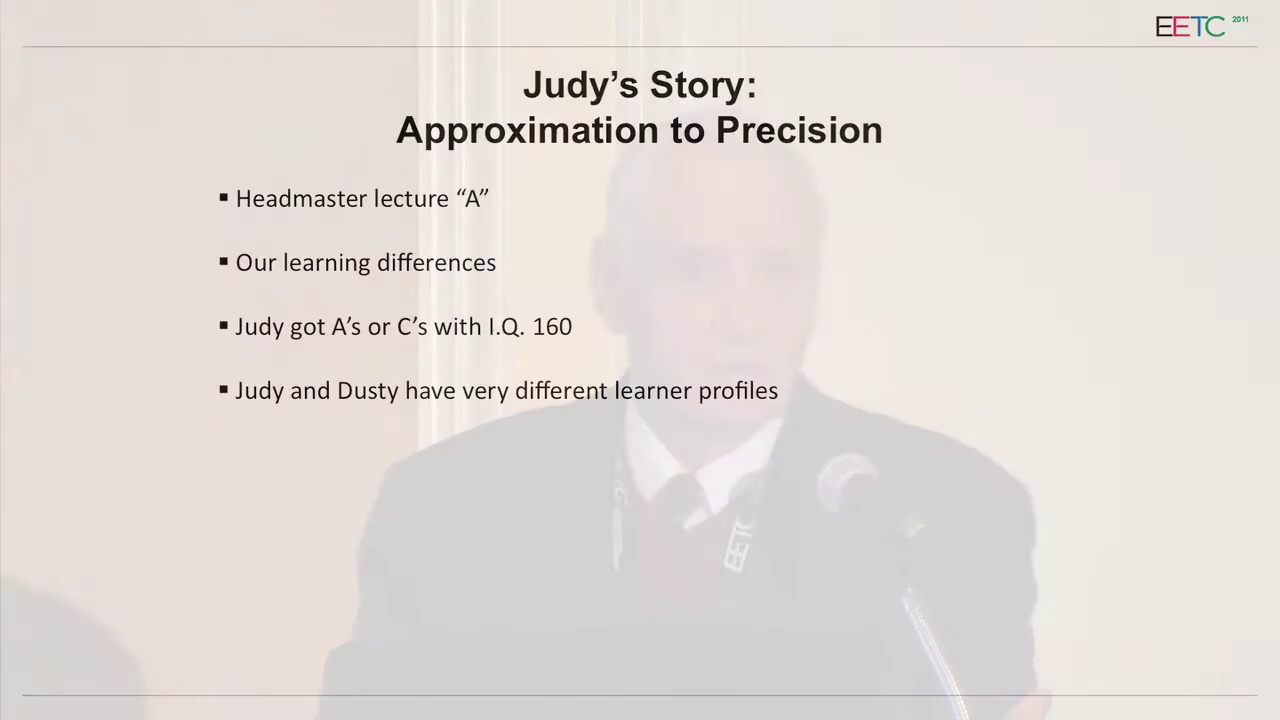 EETC 2011
Judy’s Story:
Approximation to Precision
▪ Headmaster lecture “A”
▪ Our learning differences
▪ Judy got A’s or C’s with I.Q. 160
▪ Judy and Dusty have very different learner profiles
EETC